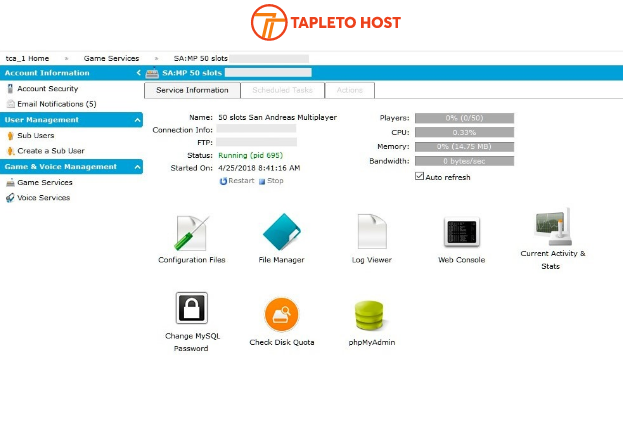 TAPLETO HOST
tca_1 Home
Game Services
SA:MP 50 slots
Account Information
SA:MP 50 slots
Account Security
Email Notifications (5)
User Management
Sub Users
Create a Sub User
Game & Voice Management
Game Services
Voice Services
Service Information
Scheduled Tasks
Actions
Name: 50 slots San Andreas Multiplayer
Connection Info:
FTP:
Status: Running (pid 695)
Started On: 4/25/2018 8:41:16 AM
Restart Stop
Players: 0% (0/50)
CPU: 0.33%
Memory: 9% (14.75 MB)
Bandwidth: 0 bytes/sec
Auto refresh
Configuration Files
File Manager
Log Viewer
Web Console
Current Activity &
Stats
Change MySQL
Password
Check Disk Quota
phpMyAdmin